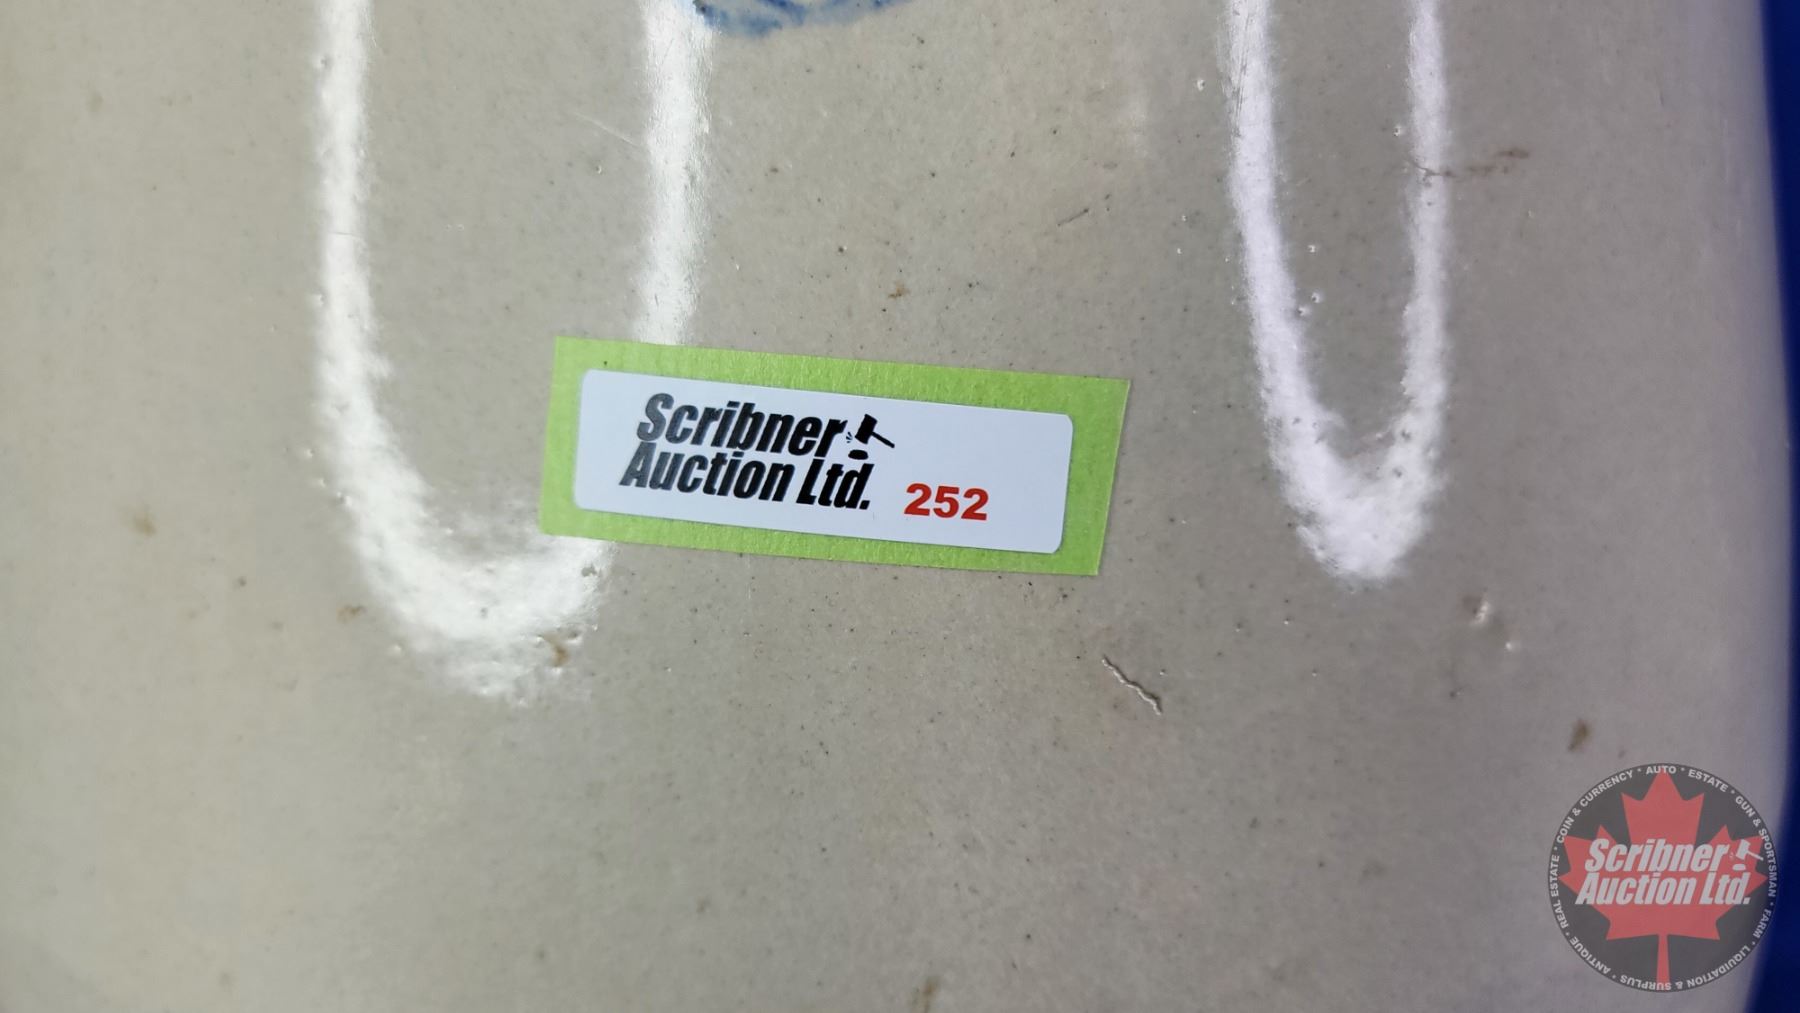 Scribner
Auction Ltd. 252
COIN & CURRENCY * AUTO * ESTATE * GUN & SPORTSMAN * FARM * LIQUIDATION & SURPLUS * ANTIQUE * REAL ESTATE *
Scribner
Auction Ltd.